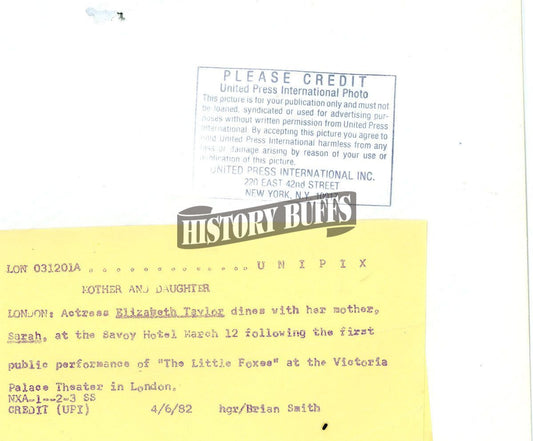 PLEASE CREDIT
United Press International Photo
This picture is for your publication only and must not
be loaned, syndicated or used for advertising pur-
poses without written permission from United Press
International. By accepting this picture you agree to
hold United Press International harmless from any
loss or damage arising by reason of your use or
publication of this picture.
UNITED PRESS INTERNATIONAL INC.
220 EAST 42nd STREET
NEW YORK, N.Y. 10017
HISTORY BUFFS
LON 031201A . . . . . . . . . . . . . U N I P I X
MOTHER AND DAUGHTER
LONDON: Actress Elizabeth Taylor dines with her mother,
Sarah, at the Savoy Hotel March 12 following the first
public performance of "The Little Foxes" at the Victoria
Palace Theater in London.
NXA-1--2-3 SS
CREDIT (UPI) 4/6/82 hgr/Brian Smith